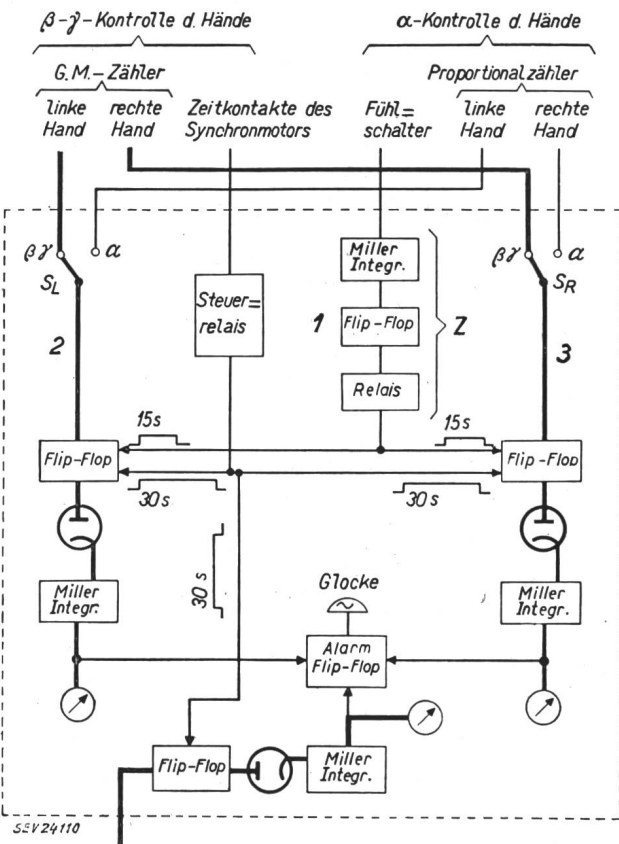 β-γ-Kontrolle d. Hände
α-Kontrolle d. Hände
G.M.-Zähler
Proportionalzähler
linke Hand
rechte Hand
Zeitkontakte des Synchronmotors
Fühl=schalter
linke Hand
rechte Hand
βγ
α
S_L
2
Steuer=relais
1
Miller Integr.
Flip-Flop
Relais
Z
βγ
α
S_R
3
15s
15s
Flip-Flop
Flip-Flop
30s
30s
30s
Miller Integr.
Glocke
Miller Integr.
Alarm Flip-Flop
Flip-Flop
Miller Integr.
SEV24110